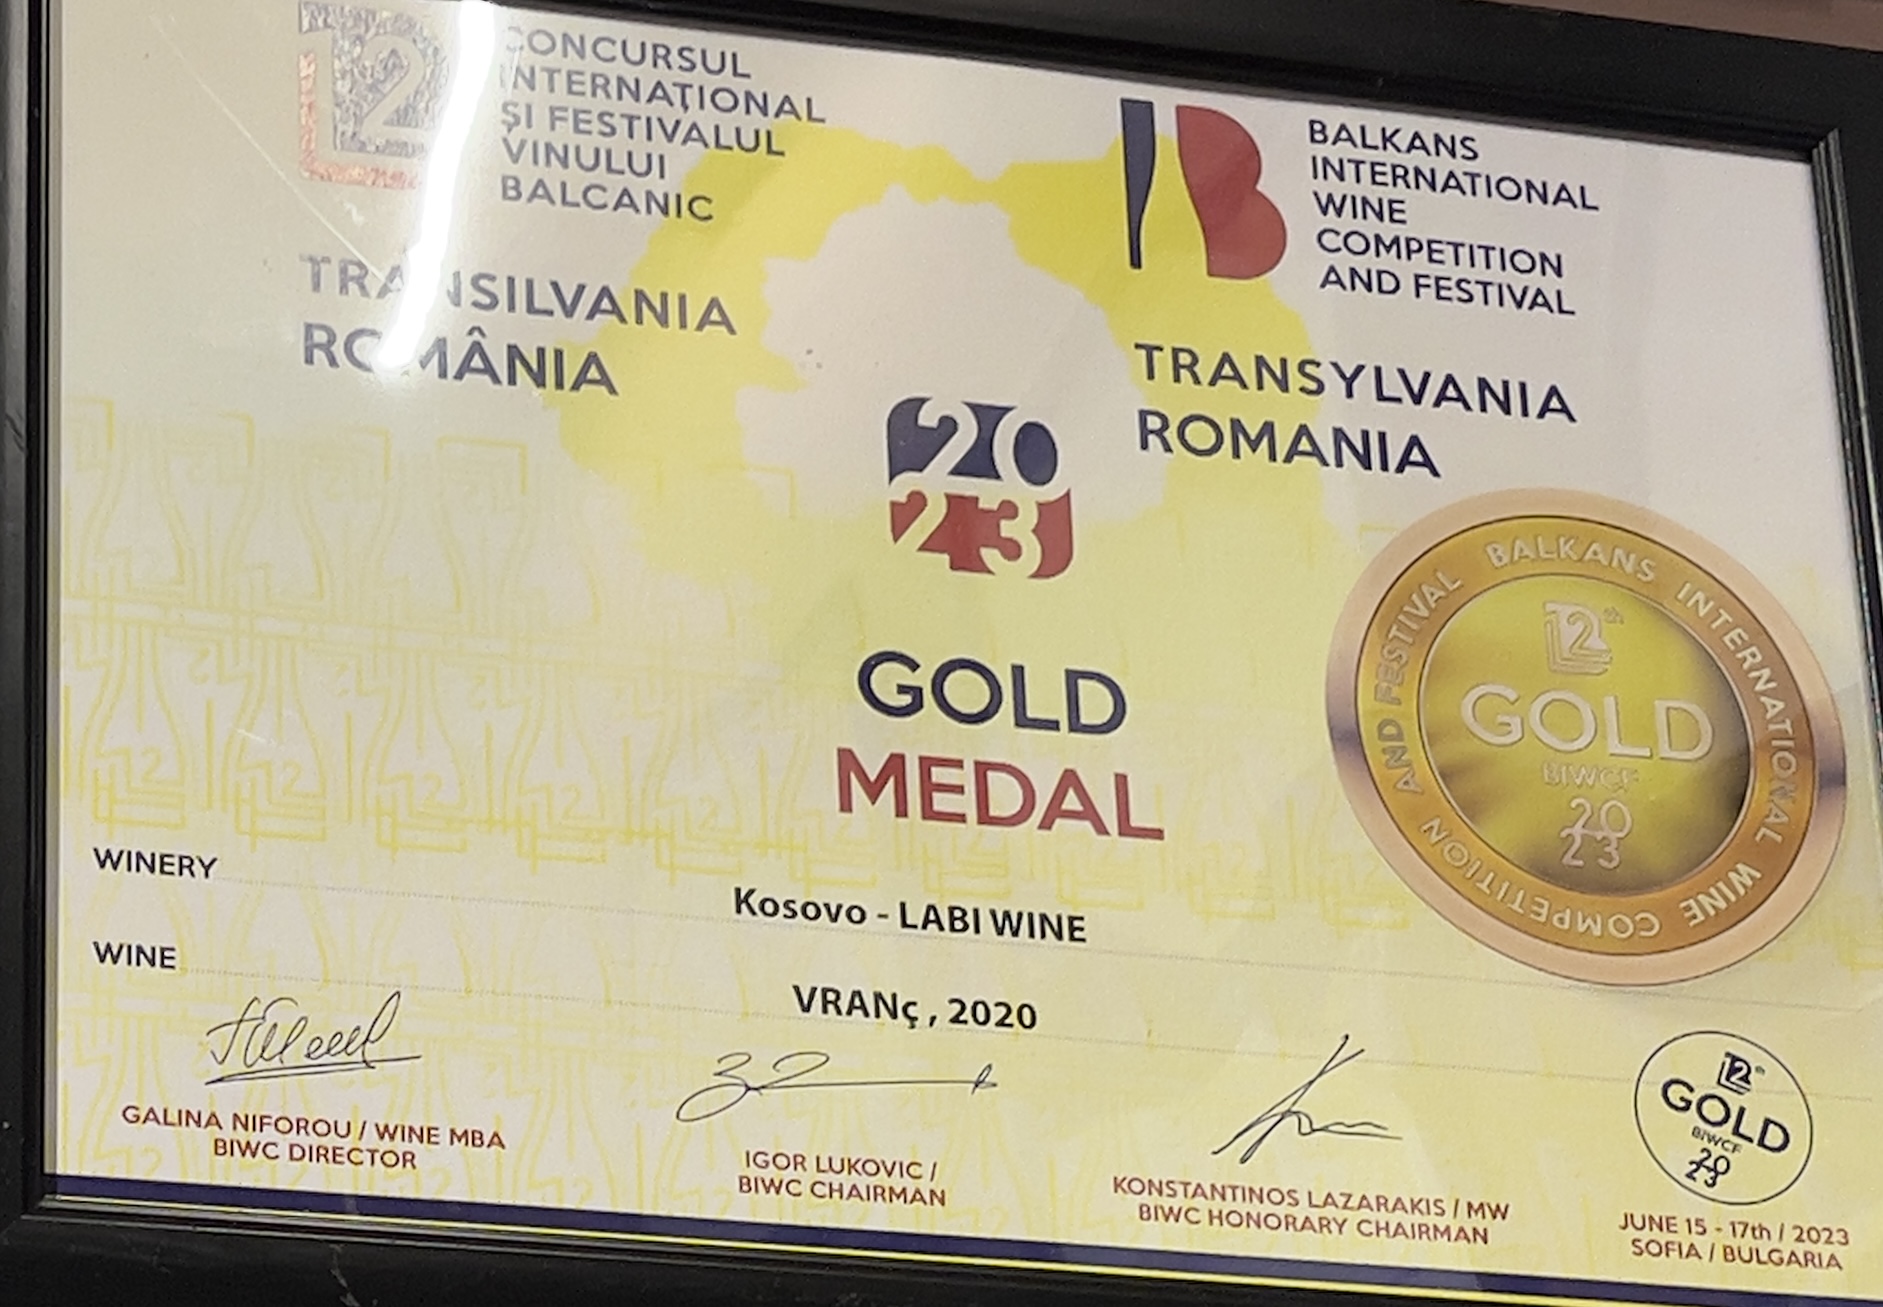 12
CONCURSUL
INTERNAȚIONAL
ȘI FESTIVALUL
VINULUI
BALCANIC
TRANSILVANIA
ROMÂNIA
BALKANS
INTERNATIONAL
WINE
COMPETITION
AND FESTIVAL
TRANSYLVANIA
ROMANIA
20
23
GOLD
MEDAL
BALKANS INTERNATIONAL WINE COMPETITION AND FESTIVAL
12th
GOLD
BIWCF
20
23
WINERY
Kosovo - LABI WINE
WINE
VRANç , 2020
GALINA NIFOROU / WINE MBA
BIWC DIRECTOR
IGOR LUKOVIC /
BIWC CHAIRMAN
KONSTANTINOS LAZARAKIS / MW
BIWC HONORARY CHAIRMAN
12th
GOLD
BIWCF
20
23
JUNE 15 - 17th / 2023
SOFIA / BULGARIA